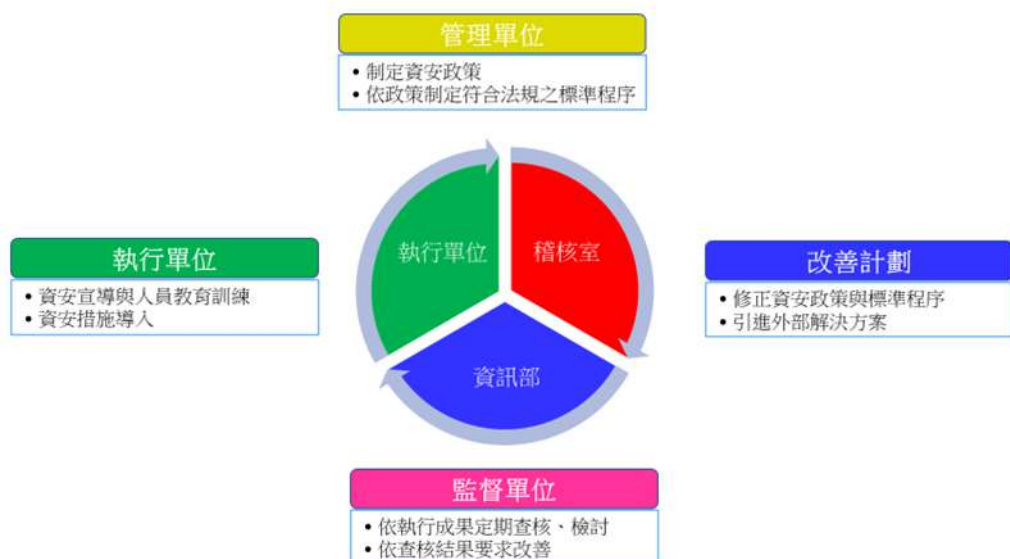 管理單位
• 制定資安政策
• 依政策制定符合法規之標準程序
執行單位
• 資安宣導與人員教育訓練
• 資安措施導入
執行單位
稽核室
資訊部
改善計劃
• 修正資安政策與標準程序
• 引進外部解決方案
監督單位
• 依執行成果定期查核、檢討
• 依查核結果要求改善